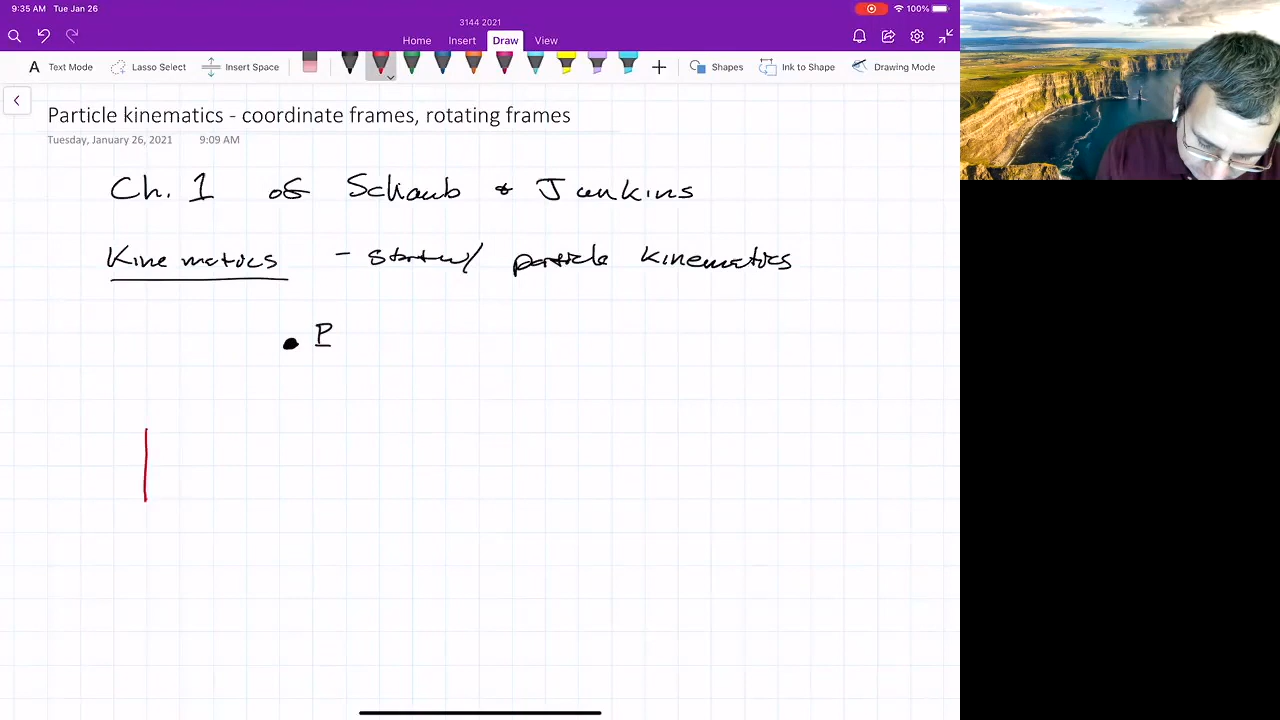 9:35 AM Tue Jan 26
100%
3144 2021
Home Insert Draw View
Text Mode Lasso Select Insert Space Shapes Ink to Shape Drawing Mode
Particle kinematics - coordinate frames, rotating frames
Tuesday, January 26, 2021 9:09 AM
Ch. 1 of Schaub + Junkins
Kinematics - start w/ particle kinematics
P